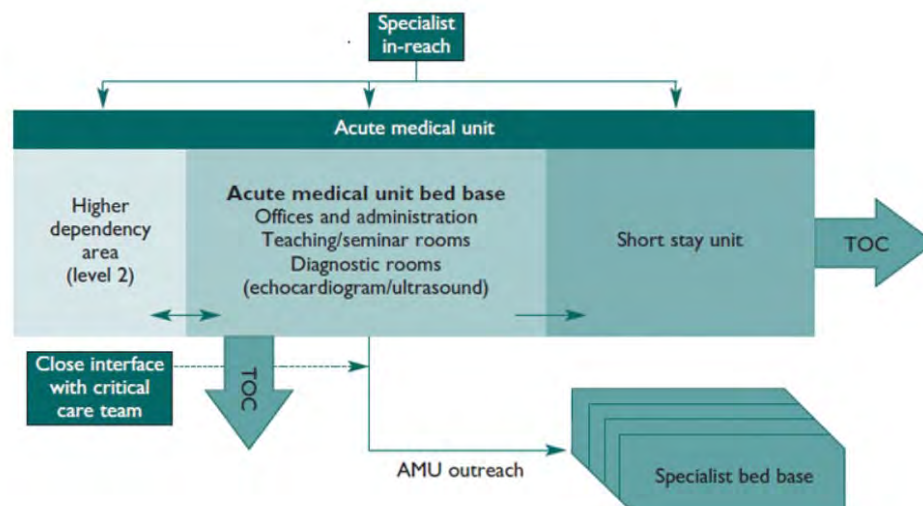 Specialist
in-reach
Acute medical unit
Higher
dependency
area
(level 2)
Acute medical unit bed base
Offices and administration
Teaching/seminar rooms
Diagnostic rooms
(echocardiogram/ultrasound)
Short stay unit
TOC
Close interface
with critical
care team
TOC
AMU outreach
Specialist bed base